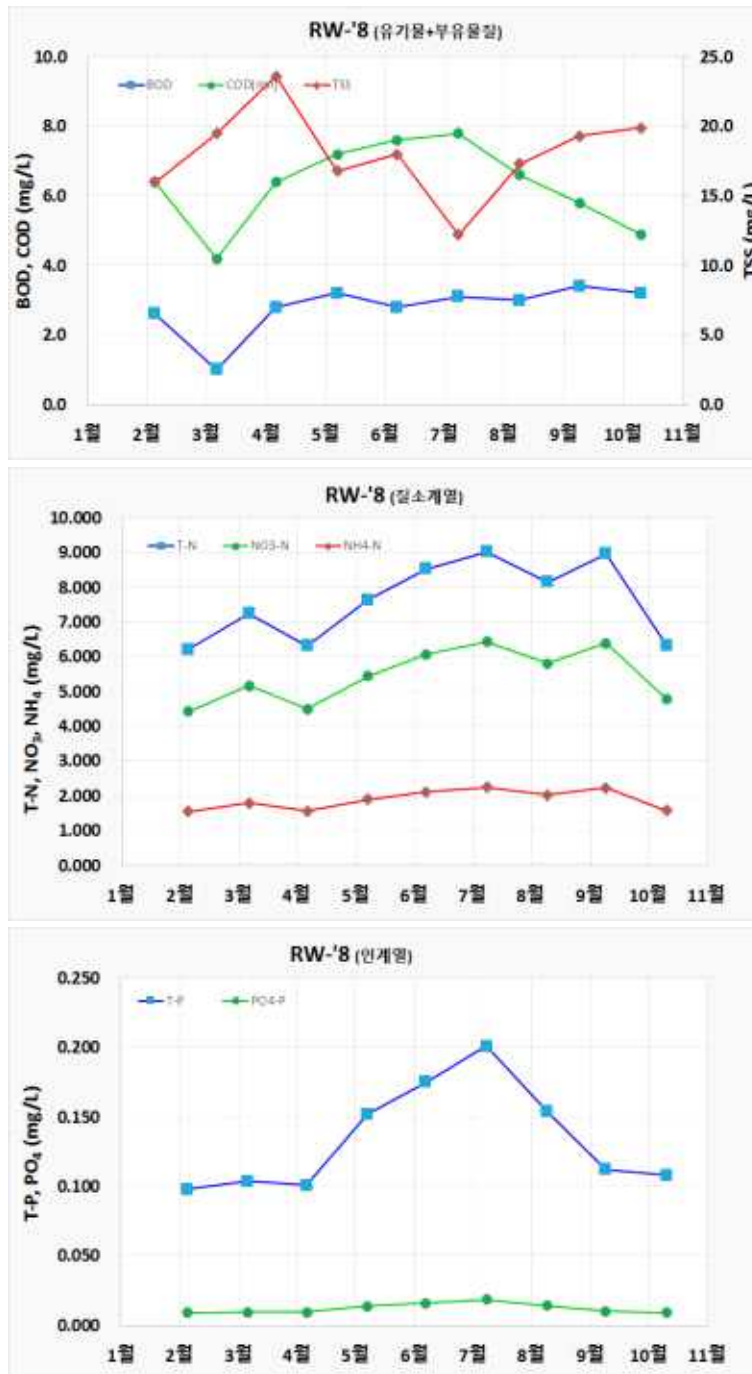 RW-'8 (유기물+부유물질)
BOD COD(mn) TSS
BOD, COD (mg/L)
10.0
8.0
6.0
4.0
2.0
0.0
25.0
20.0
15.0
10.0
5.0
0.0
TSS (mg/L)
1월 2월 3월 4월 5월 6월 7월 8월 9월 10월 11월
RW-'8 (질소계열)
T-N NO3-N NH4-N
T-N, NO₃, NH₄ (mg/L)
10.000
9.000
8.000
7.000
6.000
5.000
4.000
3.000
2.000
1.000
0.000
1월 2월 3월 4월 5월 6월 7월 8월 9월 10월 11월
RW-'8 (인계열)
T-P PO4-P
T-P, PO₄ (mg/L)
0.250
0.200
0.150
0.100
0.050
0.000
1월 2월 3월 4월 5월 6월 7월 8월 9월 10월 11월